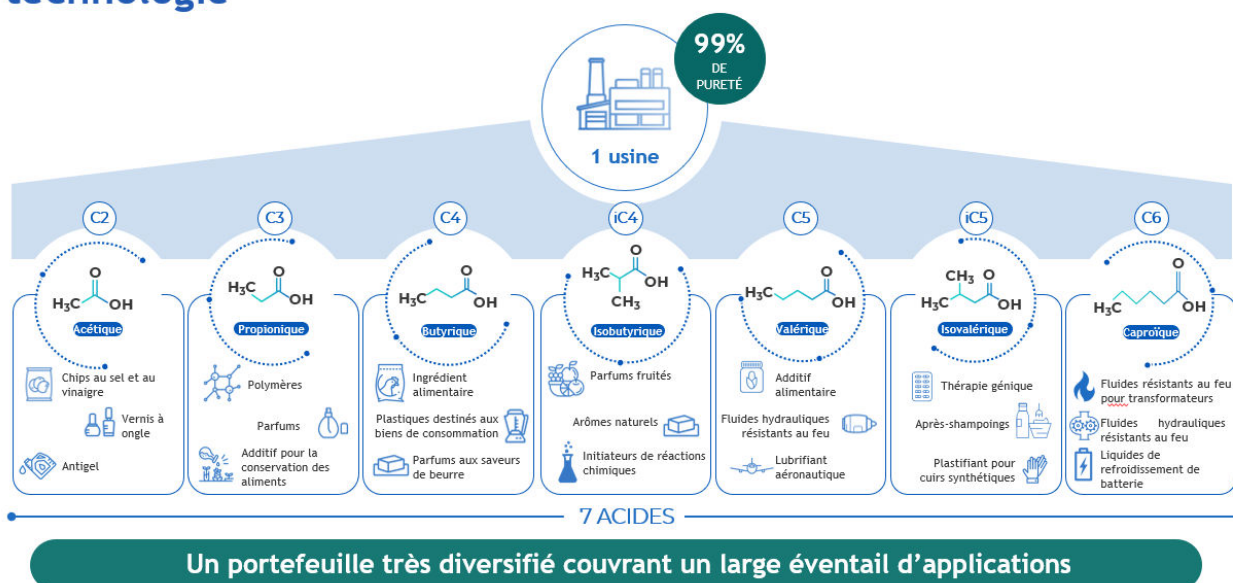 technologie
99%
DE
PURETÉ
1 usine
C2
C3
C4
iC4
C5
iC5
C6
O
H₃C
OH
Acétique
O
H₃C
OH
Propionique
O
H₃C
OH
Butyrique
O
H₃C
OH
CH₃
Isobutyrique
O
H₃C
OH
Valérique
CH₃ O
H₃C
OH
Isovalérique
O
H₃C
OH
Caproïque
Chips au sel et au
vinaigre
Vernis à
ongle
Antigel
Polymères
Parfums
Additif pour la
conservation des
aliments
Ingrédient
alimentaire
Plastiques destinés aux
biens de consommation
Parfums aux saveurs
de beurre
Parfums fruités
Arômes naturels
Initiateurs de réactions
chimiques
Additif
alimentaire
Fluides hydrauliques
résistants au feu
Lubrifiant
aéronautique
Thérapie génique
Après-shampoings
Plastifiant pour
cuirs synthétiques
Fluides résistants au feu
pour transformateurs
Fluides hydrauliques
résistants au feu
Liquides de
refroidissement de
batterie
7 ACIDES
Un portefeuille très diversifié couvrant un large éventail d'applications